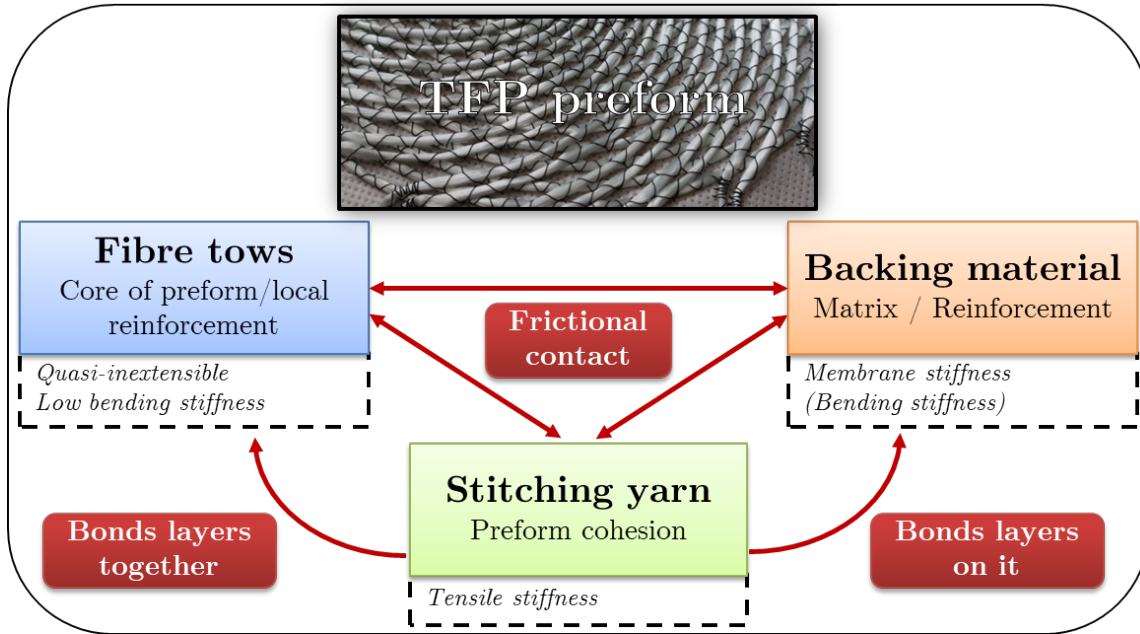 TFP preform
Fibre tows
Core of preform/local
reinforcement
Quasi-inextensible
Low bending stiffness
Backing material
Matrix / Reinforcement
Membrane stiffness
(Bending stiffness)
Frictional
contact
Stitching yarn
Preform cohesion
Tensile stiffness
Bonds layers
together
Bonds layers
on it